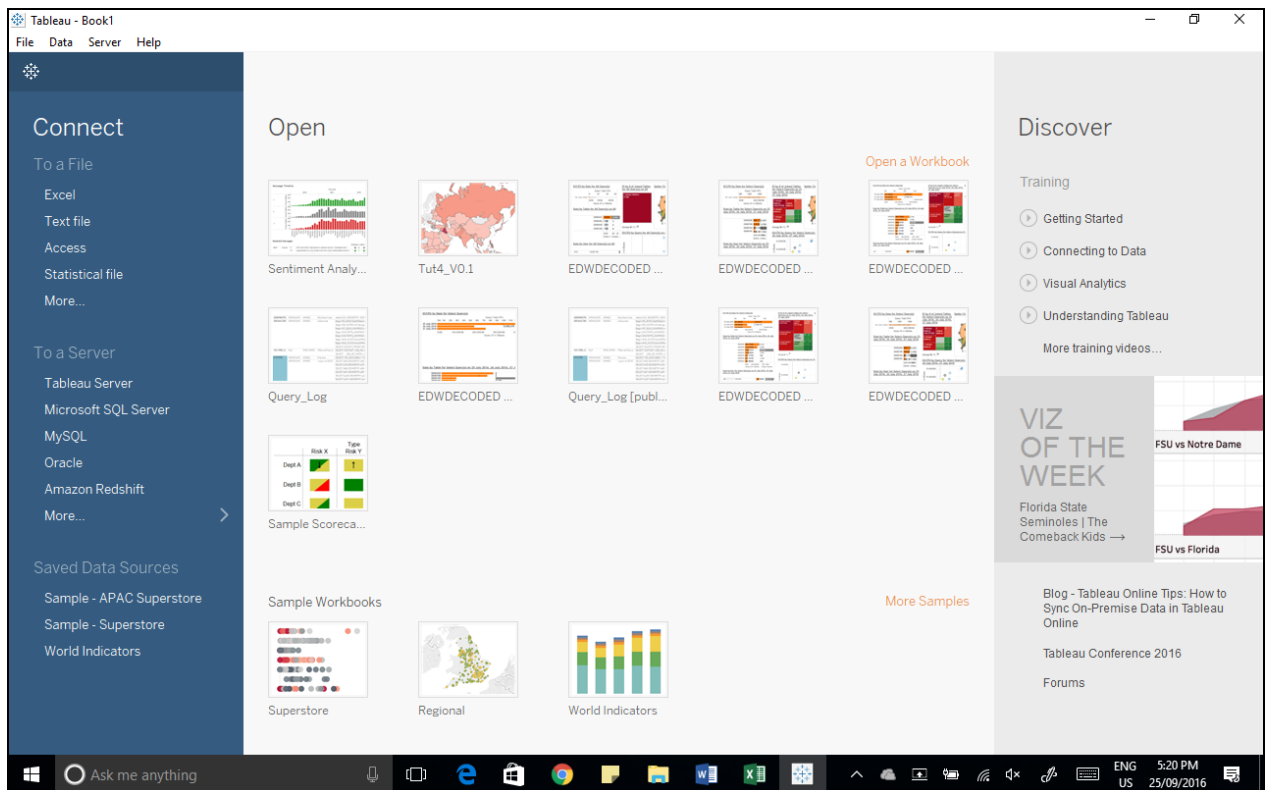 Tableau - Book1
File Data Server Help
Connect
To a File
Excel
Text file
Access
Statistical file
More...
To a Server
Tableau Server
Microsoft SQL Server
MySQL
Oracle
Amazon Redshift
More...
Saved Data Sources
Sample - APAC Superstore
Sample - Superstore
World Indicators
Open
Open a Workbook
Sentiment Analy...
Tut4_V0.1
EDWDECODED ...
EDWDECODED ...
EDWDECODED ...
Query_Log
EDWDECODED ...
Query_Log [publ...
EDWDECODED ...
EDWDECODED ...
Type
Risk X Risk Y
Dept A
Dept B
Dept C
Sample Scoreca...
Sample Workbooks
More Samples
Superstore
Regional
World Indicators
Discover
Training
Getting Started
Connecting to Data
Visual Analytics
Understanding Tableau
More training videos...
VIZ
OF THE
WEEK
Florida State
Seminoles | The
Comeback Kids →
FSU vs Notre Dame
FSU vs Florida
Blog - Tableau Online Tips: How to
Sync On-Premise Data in Tableau
Online
Tableau Conference 2016
Forums
Ask me anything
ENG
US
5:20 PM
25/09/2016